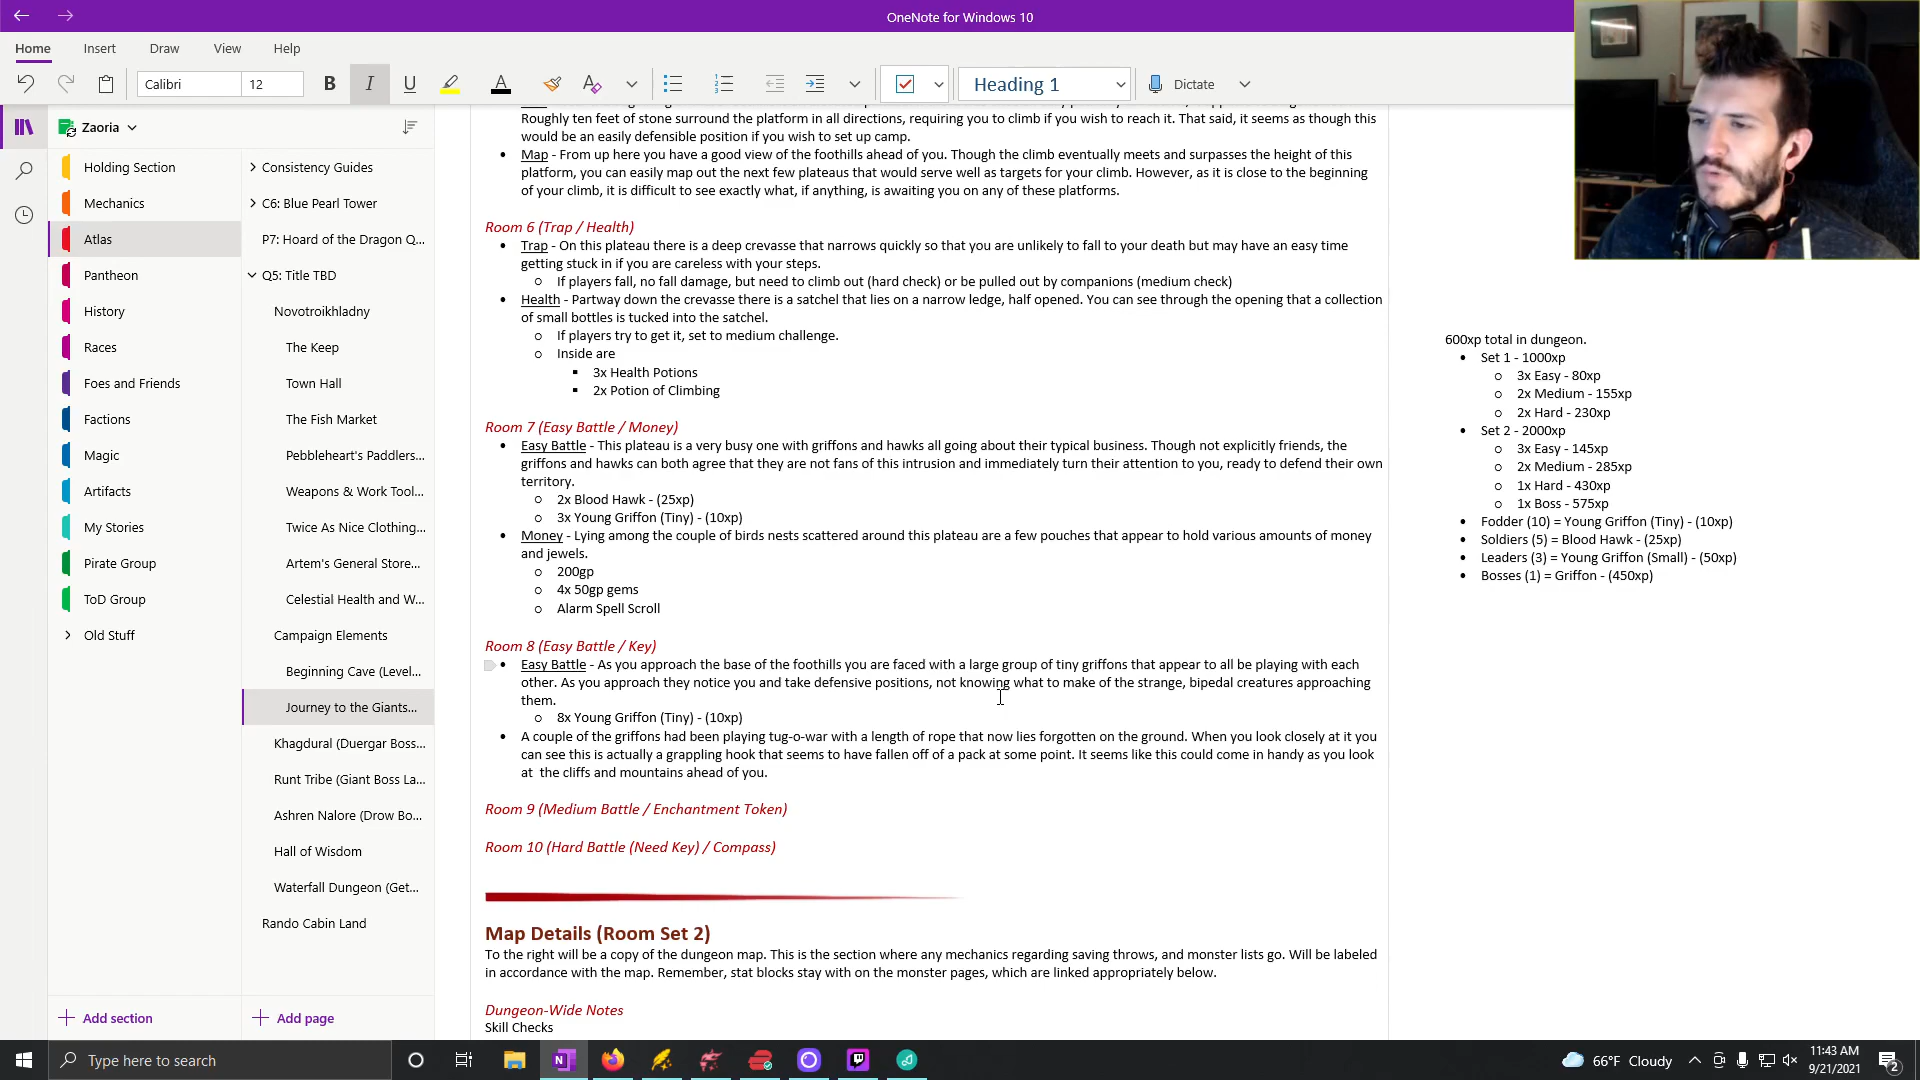 OneNote for Windows 10
Home
Insert
Draw
View
Help
Calibri
12
B
I
U
A
Heading 1
Dictate
Zaoria
Holding Section
Mechanics
Atlas
Pantheon
History
Races
Foes and Friends
Factions
Magic
Artifacts
My Stories
Pirate Group
ToD Group
Old Stuff
Add section
Consistency Guides
C6: Blue Pearl Tower
P7: Hoard of the Dragon Q...
Q5: Title TBD
Novotroikhladny
The Keep
Town Hall
The Fish Market
Pebbleheart's Paddlers...
Weapons & Work Tool...
Twice As Nice Clothing...
Artem's General Store...
Celestial Health and W...
Campaign Elements
Beginning Cave (Level...
Journey to the Giants...
Khagdural (Duergar Boss...
Runt Tribe (Giant Boss La...
Ashren Nalore (Drow Bo...
Hall of Wisdom
Waterfall Dungeon (Get...
Rando Cabin Land
Add page
Roughly ten feet of stone surround the platform in all directions, requiring you to climb if you wish to reach it. That said, it seems as though this
would be an easily defensible position if you wish to set up camp.
• Map - From up here you have a good view of the foothills ahead of you. Though the climb eventually meets and surpasses the height of this
platform, you can easily map out the next few plateaus that would serve well as targets for your climb. However, as it is close to the beginning
of your climb, it is difficult to see exactly what, if anything, is awaiting you on any of these platforms.
Room 6 (Trap / Health)
• Trap - On this plateau there is a deep crevasse that narrows quickly so that you are unlikely to fall to your death but may have an easy time
getting stuck in if you are careless with your steps.
o If players fall, no fall damage, but need to climb out (hard check) or be pulled out by companions (medium check)
• Health - Partway down the crevasse there is a satchel that lies on a narrow ledge, half opened. You can see through the opening that a collection
of small bottles is tucked into the satchel.
o If players try to get it, set to medium challenge.
o Inside are
▪ 3x Health Potions
▪ 2x Potion of Climbing
Room 7 (Easy Battle / Money)
• Easy Battle - This plateau is a very busy one with griffons and hawks all going about their typical business. Though not explicitly friends, the
griffons and hawks can both agree that they are not fans of this intrusion and immediately turn their attention to you, ready to defend their own
territory.
o 2x Blood Hawk - (25xp)
o 3x Young Griffon (Tiny) - (10xp)
• Money - Lying among the couple of birds nests scattered around this plateau are a few pouches that appear to hold various amounts of money
and jewels.
o 200gp
o 4x 50gp gems
o Alarm Spell Scroll
Room 8 (Easy Battle / Key)
• Easy Battle - As you approach the base of the foothills you are faced with a large group of tiny griffons that appear to all be playing with each
other. As you approach they notice you and take defensive positions, not knowing what to make of the strange, bipedal creatures approaching
them.
o 8x Young Griffon (Tiny) - (10xp)
• A couple of the griffons had been playing tug-o-war with a length of rope that now lies forgotten on the ground. When you look closely at it you
can see this is actually a grappling hook that seems to have fallen off of a pack at some point. It seems like this could come in handy as you look
at the cliffs and mountains ahead of you.
Room 9 (Medium Battle / Enchantment Token)
Room 10 (Hard Battle (Need Key) / Compass)
Map Details (Room Set 2)
To the right will be a copy of the dungeon map. This is the section where any mechanics regarding saving throws, and monster lists go. Will be labeled
in accordance with the map. Remember, stat blocks stay with on the monster pages, which are linked appropriately below.
Dungeon-Wide Notes
Skill Checks
600xp total in dungeon.
• Set 1 - 1000xp
o 3x Easy - 80xp
o 2x Medium - 155xp
o 2x Hard - 230xp
• Set 2 - 2000xp
o 3x Easy - 145xp
o 2x Medium - 285xp
o 1x Hard - 430xp
o 1x Boss - 575xp
• Fodder (10) = Young Griffon (Tiny) - (10xp)
• Soldiers (5) = Blood Hawk - (25xp)
• Leaders (3) = Young Griffon (Small) - (50xp)
• Bosses (1) = Griffon - (450xp)
Type here to search
66°F Cloudy
11:43 AM
9/21/2021
2